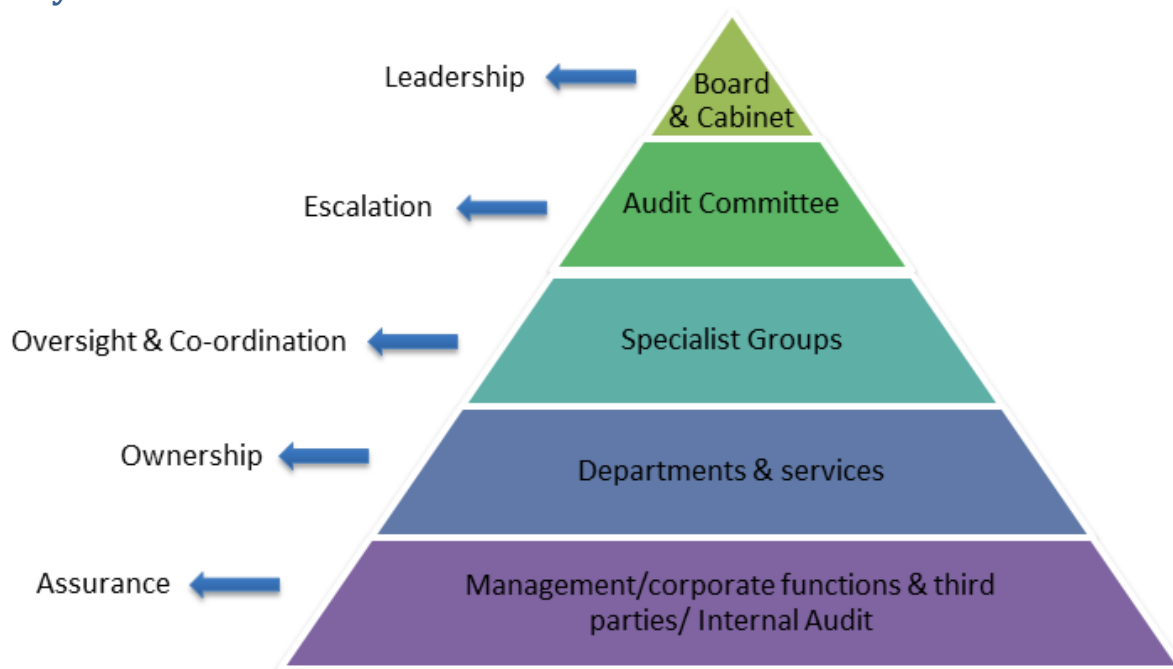 Leadership
Board
& Cabinet
Escalation
Audit Committee
Oversight & Co-ordination
Specialist Groups
Ownership
Departments & services
Assurance
Management/corporate functions & third
parties/ Internal Audit